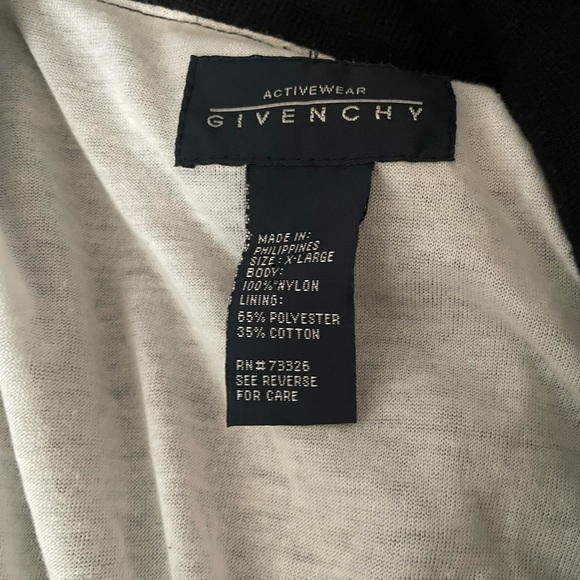 ACTIVEWEAR
GIVENCHY
MADE IN:
PHILIPPINES
SIZE: X-LARGE
BODY:
100% NYLON
LINING:
65% POLYESTER
35% COTTON
RN# 73326
SEE REVERSE
FOR CARE